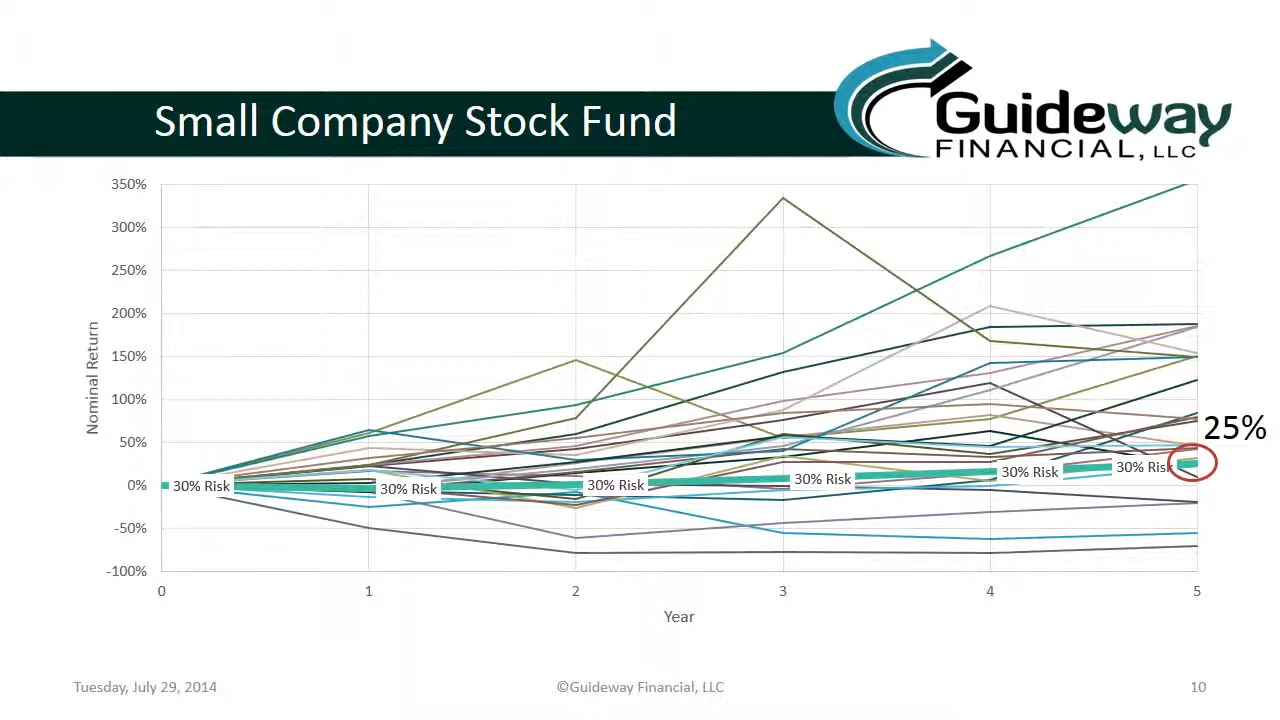 Small Company Stock Fund
Guideway
FINANCIAL, LLC
350%
300%
250%
200%
150%
100%
50%
0%
-50%
-100%
Nominal Return
30% Risk
30% Risk
30% Risk
30% Risk
30% Risk
30% Risk
25%
0
1
2
3
4
5
Year
Tuesday, July 29, 2014
©Guideway Financial, LLC
10